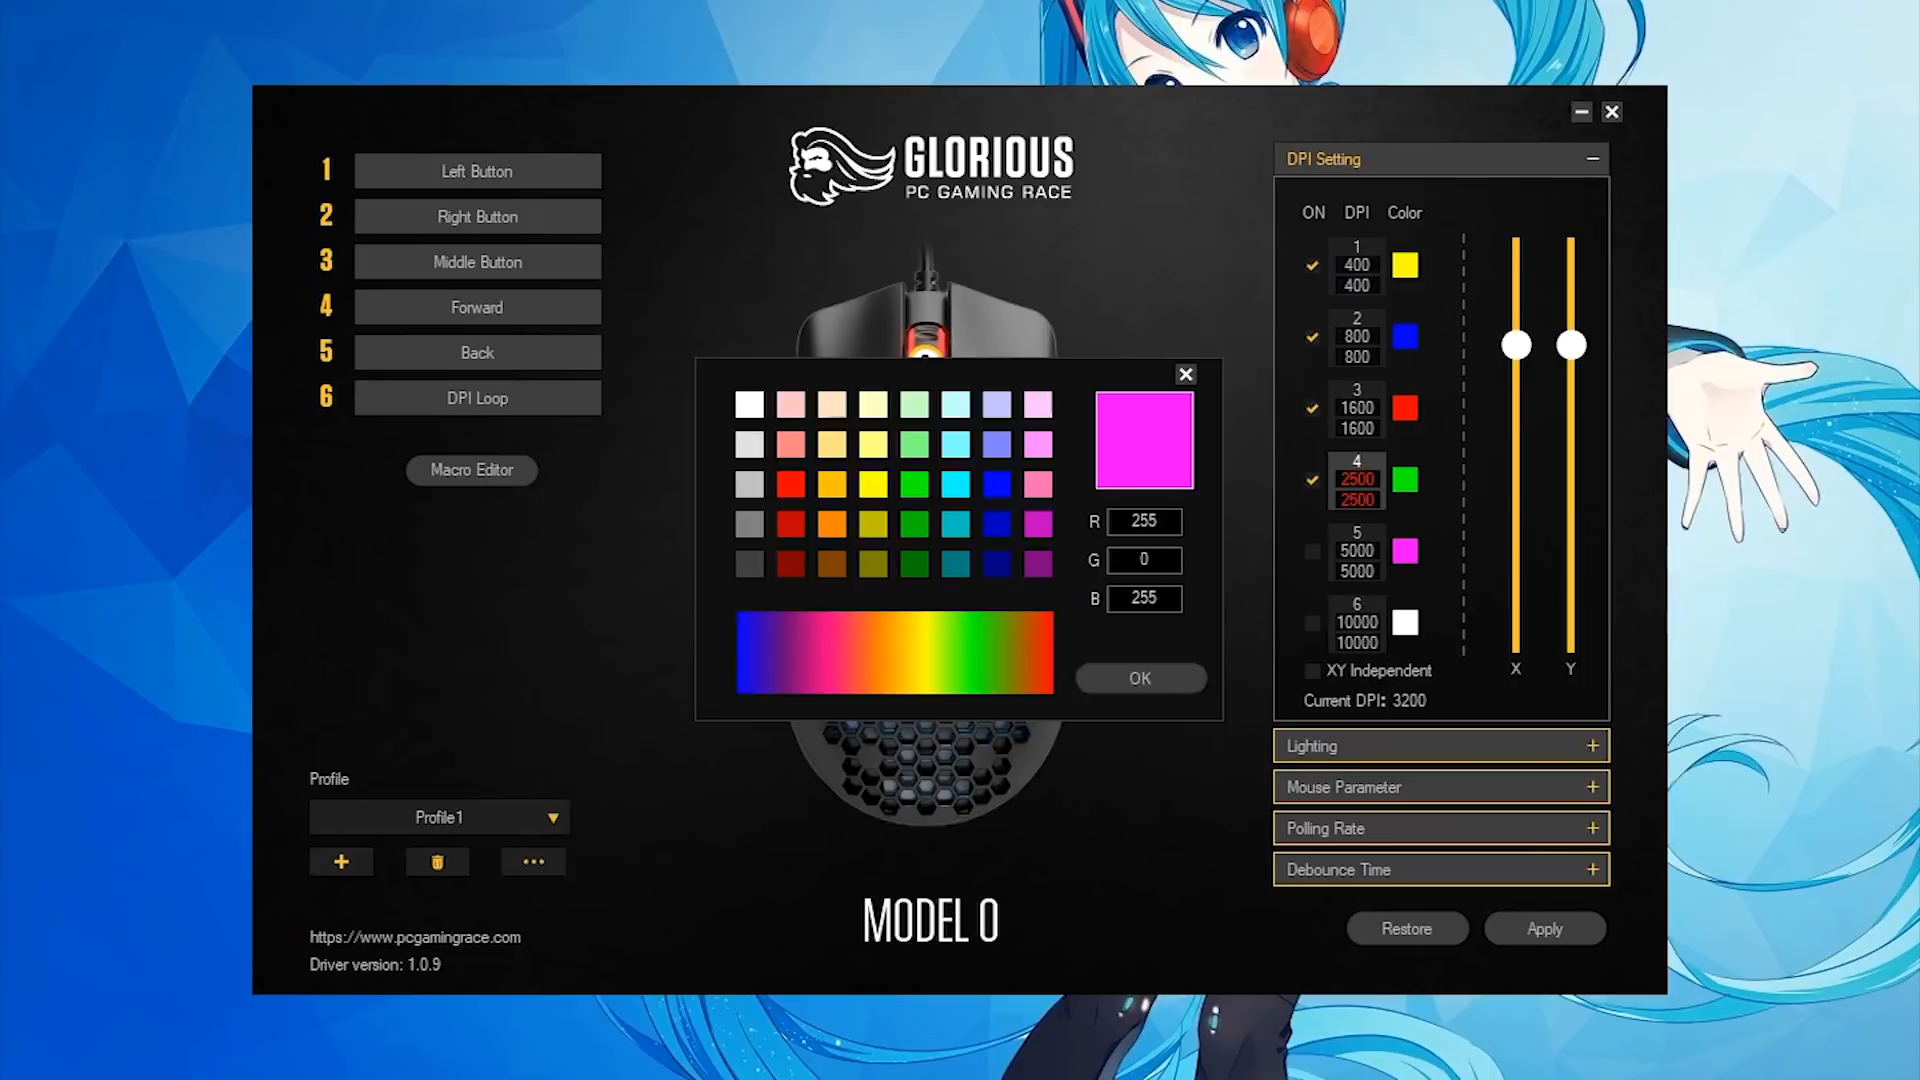 GLORIOUS
PC GAMING RACE
1 Left Button
2 Right Button
3 Middle Button
4 Forward
5 Back
6 DPI Loop
Macro Editor
Profile
Profile1
https://www.pcgamingrace.com
Driver version: 1.0.9
R 255
G 0
B 255
OK
MODEL O
DPI Setting
ON DPI Color
1
400
400
2
800
800
3
1600
1600
4
2500
2500
5
5000
5000
6
10000
10000
X Y
XY Independent
Current DPI: 3200
Lighting
Mouse Parameter
Polling Rate
Debounce Time
Restore Apply